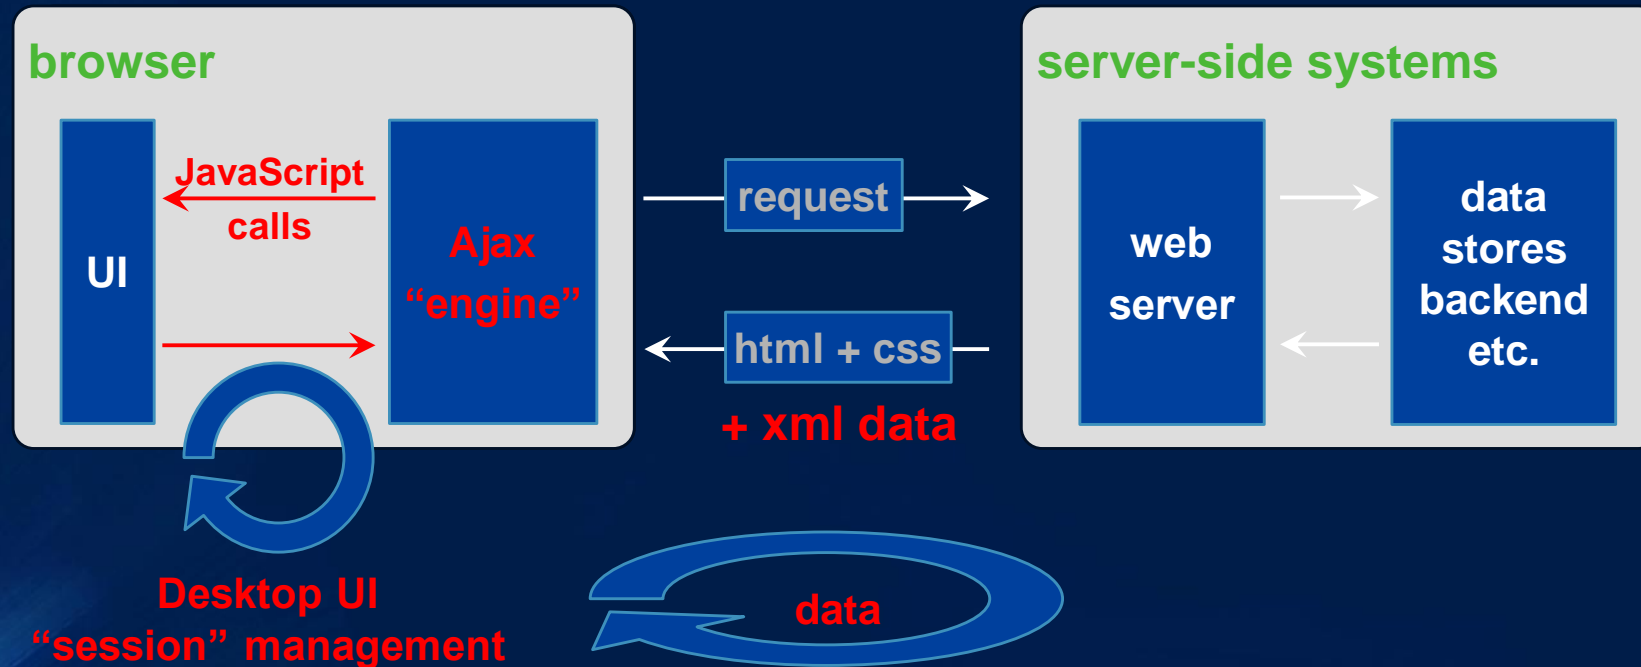 browser
UI
JavaScript
calls
Ajax
“engine”
request
html + css
+ xml data
server-side systems
web
server
data
stores
backend
etc.
Desktop UI
“session” management
data